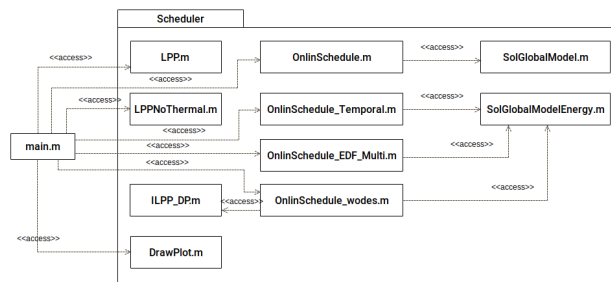 Scheduler
<<access>>
LPP.m
OnlinSchedule.m
<<access>>
SolGlobalModel.m
<<access>>
<<access>>
LPPNoThermal.m
<<access>>
OnlinSchedule_Temporal.m
<<access>>
SolGlobalModelEnergy.m
main.m
<<access>>
OnlinSchedule_EDF_Multi.m
<<access>>
<<access>>
ILPP_DP.m
<<access>>
OnlinSchedule_wodes.m
<<access>>
<<access>>
DrawPlot.m